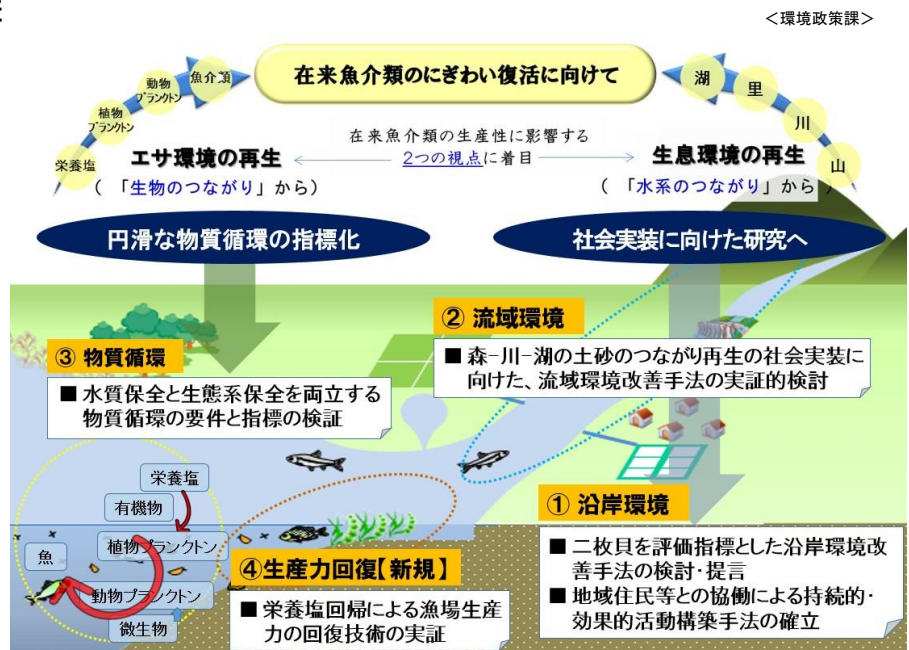 <環境政策課>
在来魚介類のにぎわい復活に向けて
魚介類
動物
プランクトン
植物
プランクトン
栄養塩
湖
里
川
山
在来魚介類の生産性に影響する
2つの視点に着目
エサ環境の再生
(「生物のつながり」から)
生息環境の再生
(「水系のつながり」から)
円滑な物質循環の指標化
社会実装に向けた研究へ
② 流域環境
■ 森-川-湖の土砂のつながり再生の社会実装に
向けた、流域環境改善手法の実証的検討
③ 物質循環
■ 水質保全と生態系保全を両立する
物質循環の要件と指標の検証
栄養塩
有機物
植物プランクトン
魚
動物プランクトン
微生物
④生産力回復【新規】
■ 栄養塩回帰による漁場生産
力の回復技術の実証
① 沿岸環境
■ 二枚貝を評価指標とした沿岸環境改
善手法の検討・提言
■ 地域住民等との協働による持続的・
効果的活動構築手法の確立